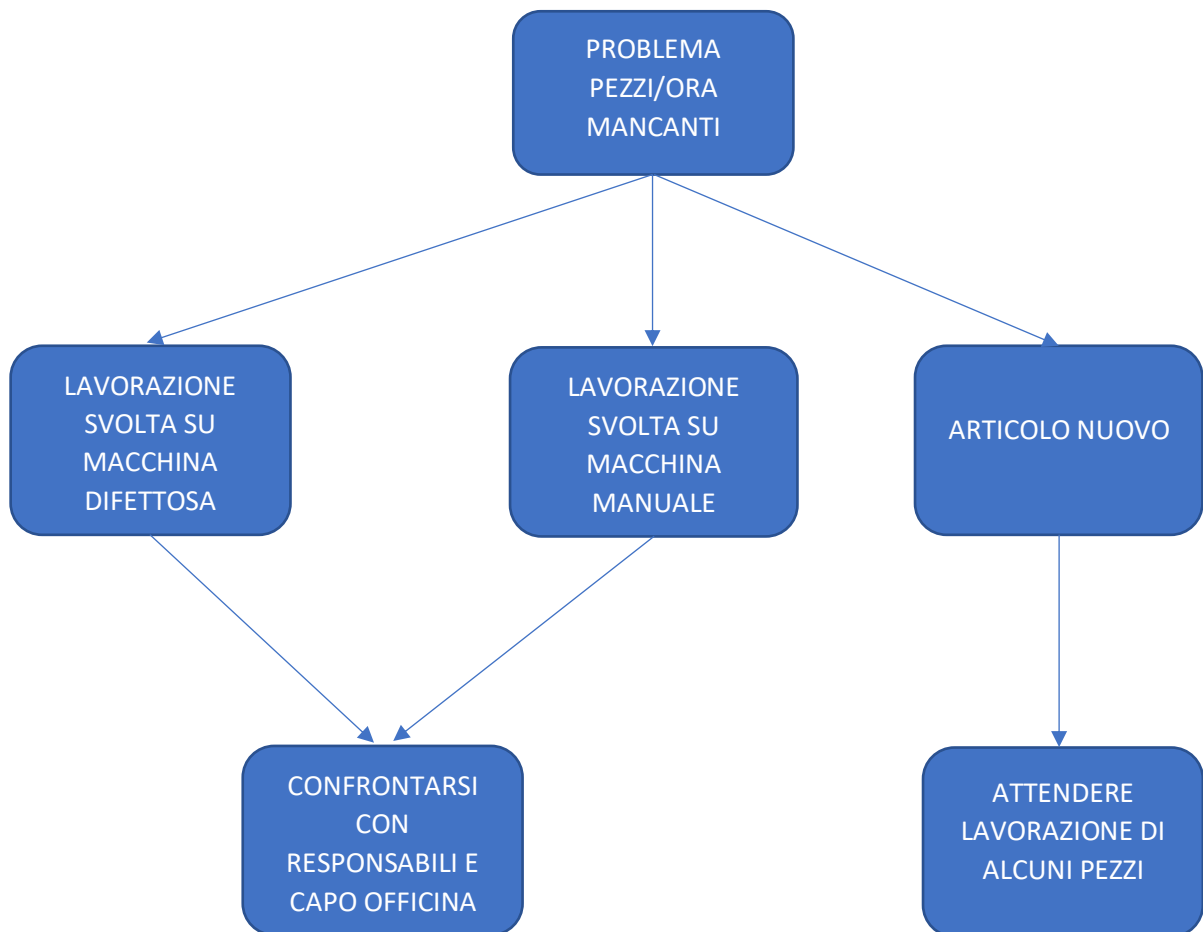 PROBLEMA
PEZZI/ORA
MANCANTI
LAVORAZIONE
SVOLTA SU
MACCHINA
DIFETTOSA
LAVORAZIONE
SVOLTA SU
MACCHINA
MANUALE
ARTICOLO NUOVO
CONFRONTARSI
CON
RESPONSABILI E
CAPO OFFICINA
ATTENDERE
LAVORAZIONE DI
ALCUNI PEZZI